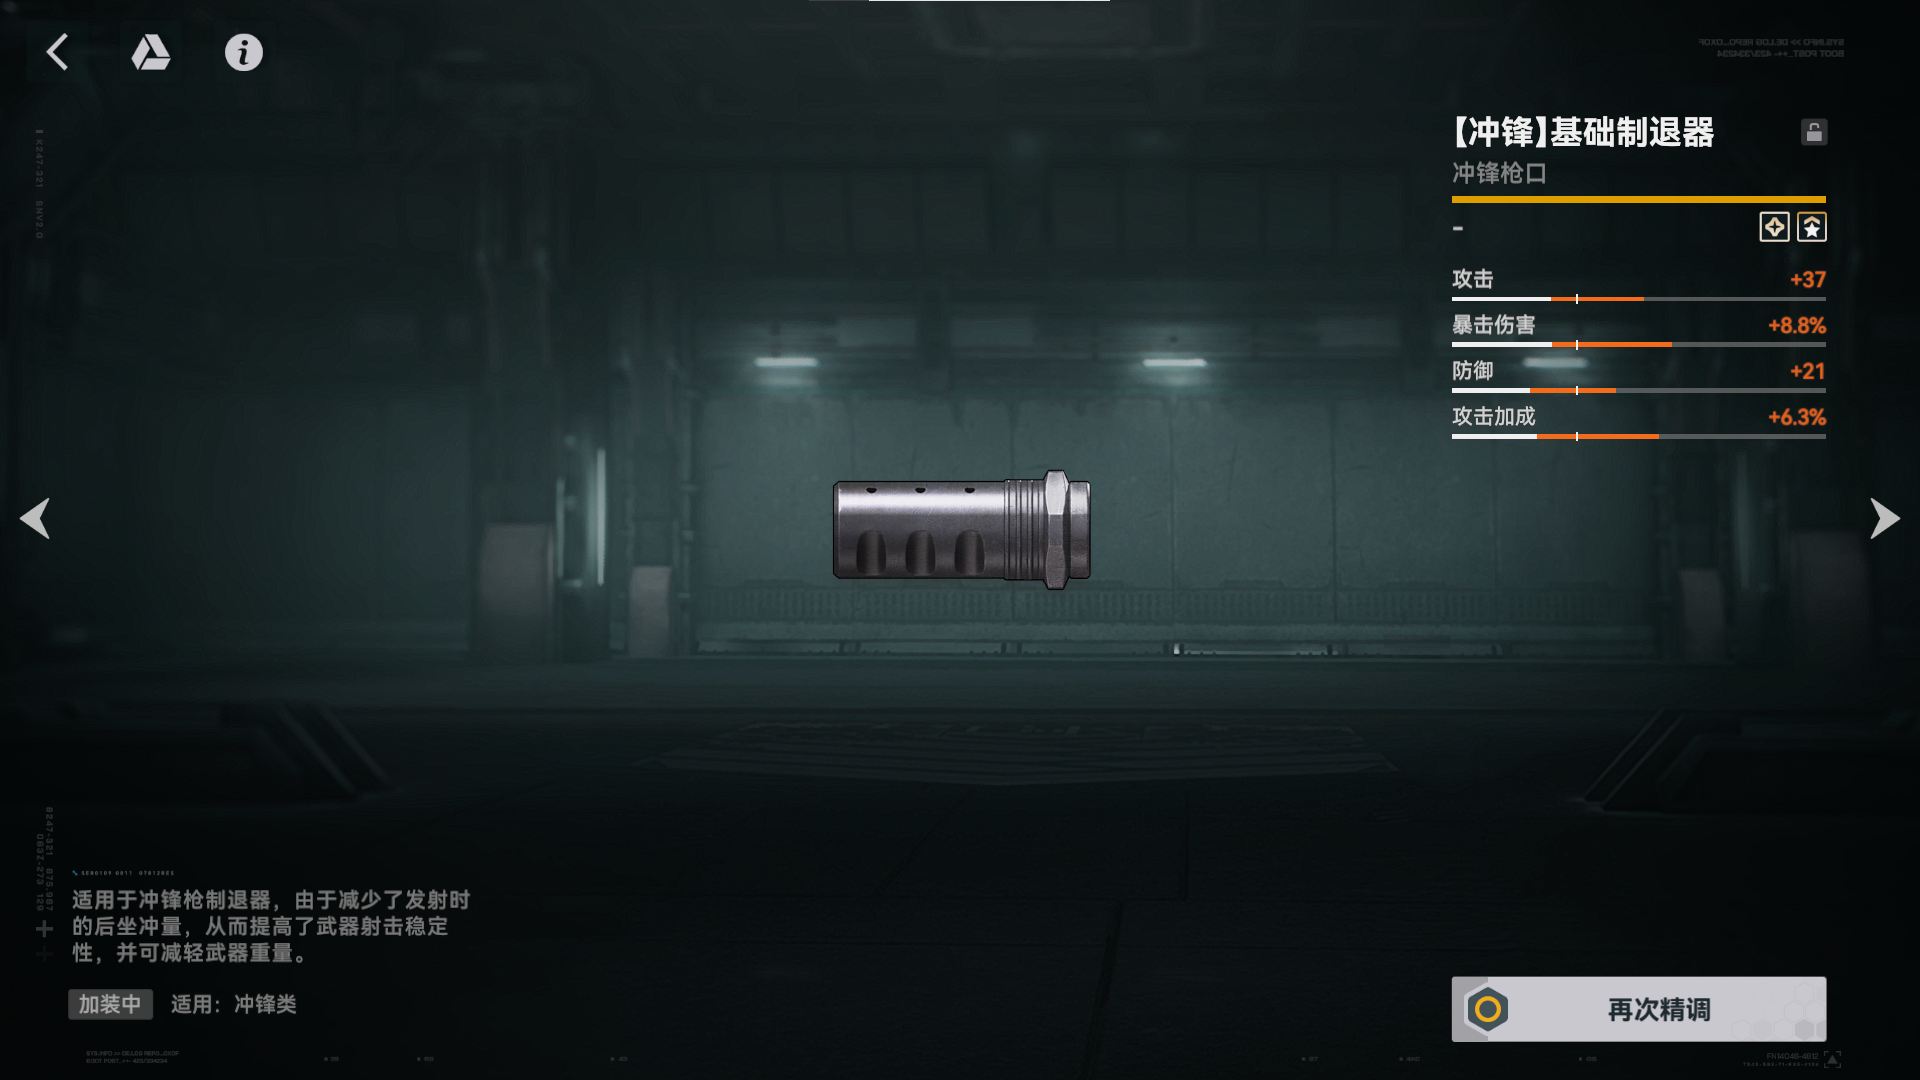 【冲锋】基础制退器
冲锋枪口
-
攻击 +37
暴击伤害 +8.8%
防御 +21
攻击加成 +6.3%
适用于冲锋枪制退器，由于减少了发射时
的后坐冲量，从而提高了武器射击稳定
性，并可减轻武器重量。
加装中 适用：冲锋类
再次精调